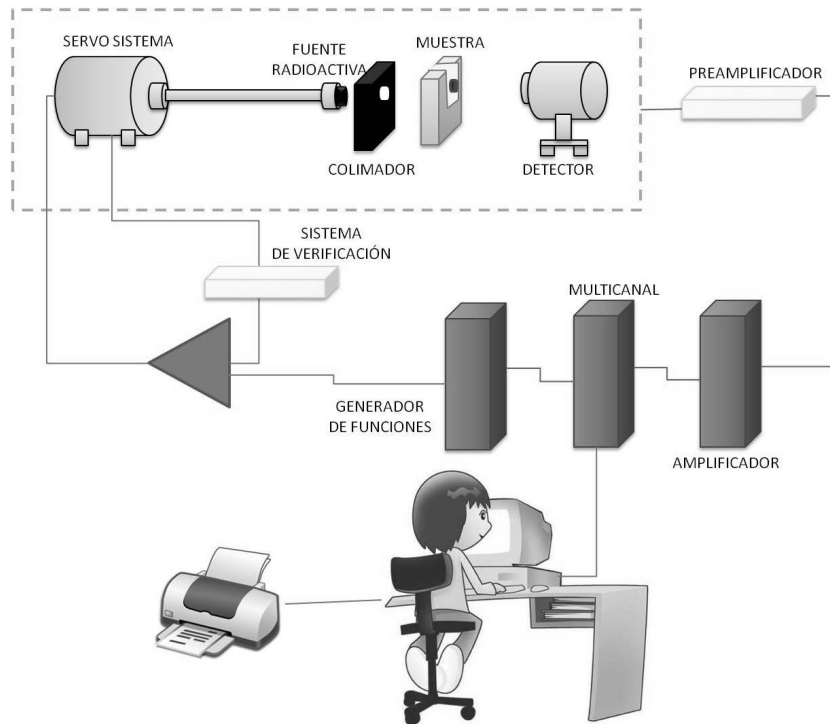 SERVO SISTEMA
FUENTE
RADIOACTIVA
MUESTRA
PREAMPLIFICADOR
COLIMADOR
DETECTOR
SISTEMA
DE VERIFICACIÓN
MULTICANAL
GENERADOR
DE FUNCIONES
AMPLIFICADOR